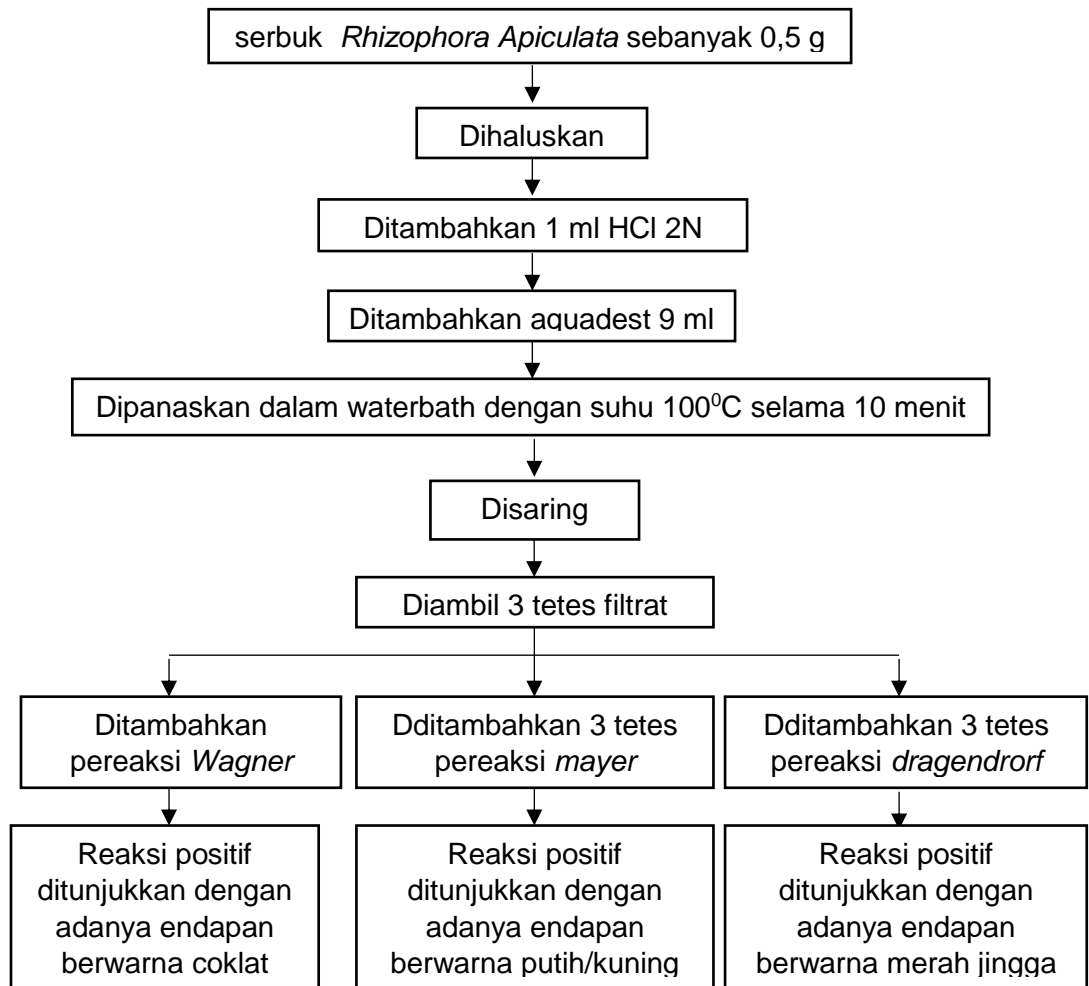 serbuk Rhizophora Apiculata sebanyak 0,5 g
Dihaluskan
Ditambahkan 1 ml HCl 2N
Ditambahkan aquadest 9 ml
Dipanaskan dalam waterbath dengan suhu 100⁰C selama 10 menit
Disaring
Diambil 3 tetes filtrat
Ditambahkan
pereaksi Wagner
Dditambahkan 3 tetes
pereaksi mayer
Dditambahkan 3 tetes
pereaksi dragendrorf
Reaksi positif
ditunjukkan dengan
adanya endapan
berwarna coklat
Reaksi positif
ditunjukkan dengan
adanya endapan
berwarna putih/kuning
Reaksi positif
ditunjukkan dengan
adanya endapan
berwarna merah jingga